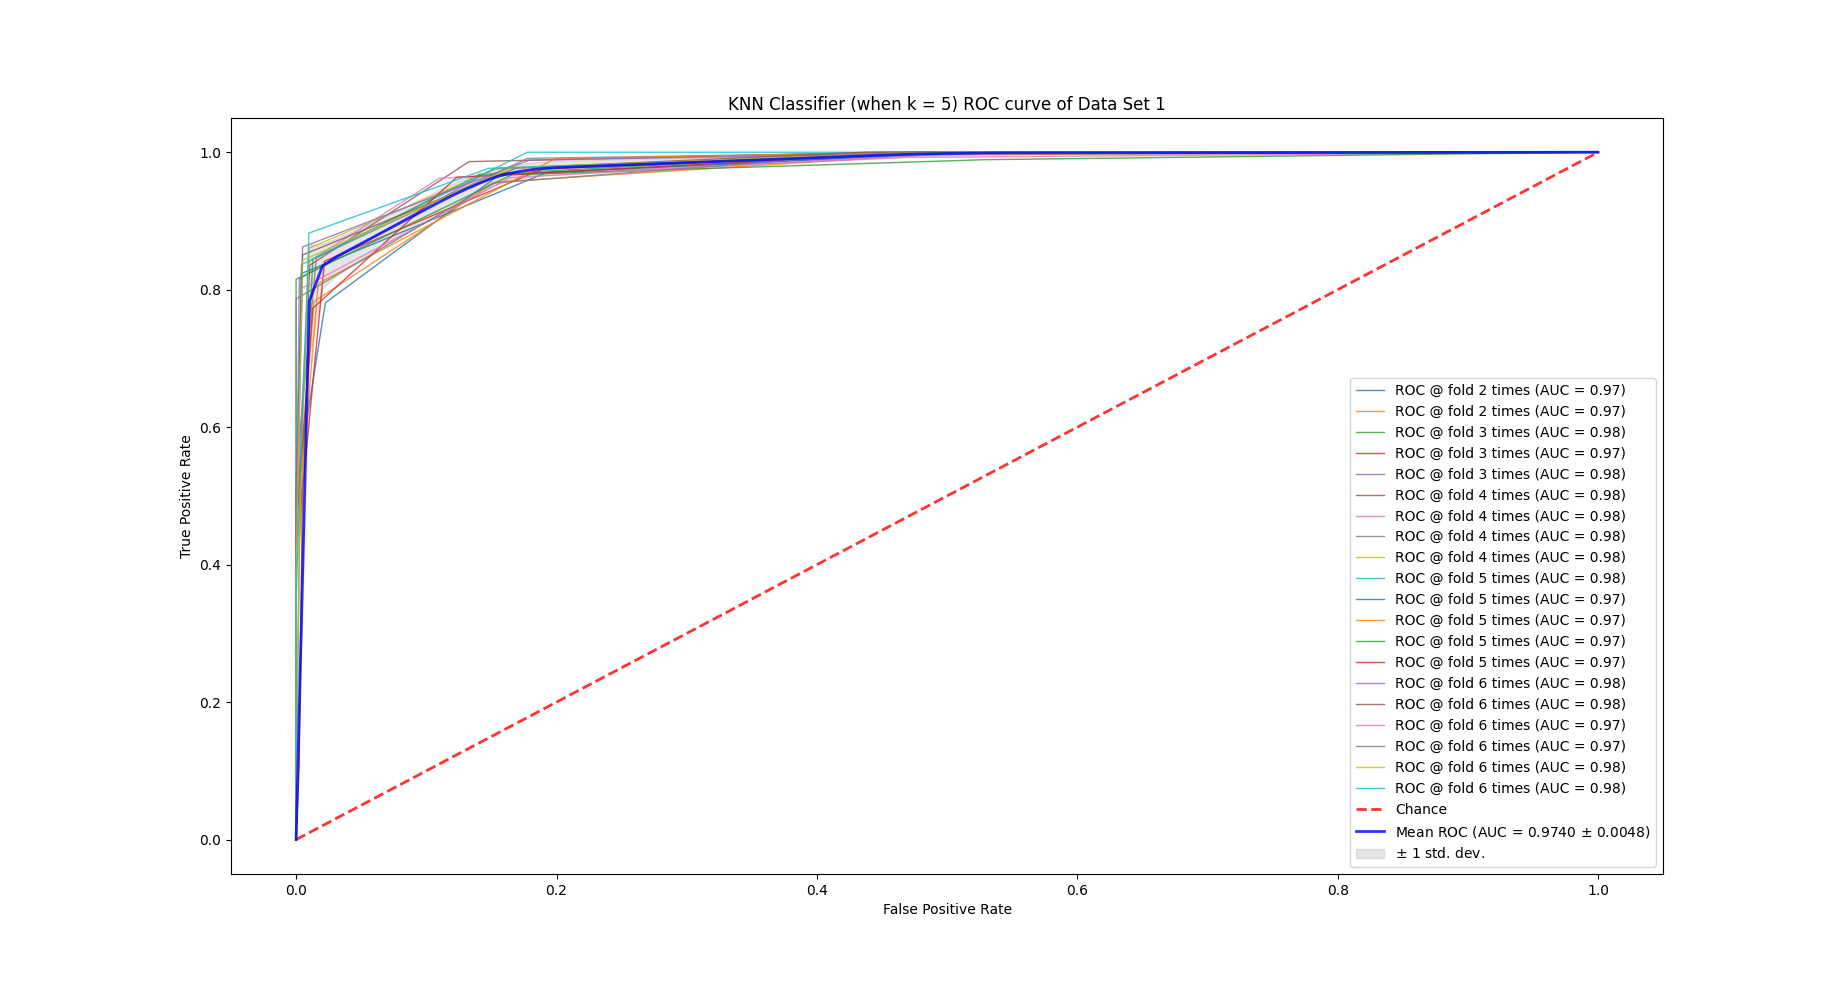 KNN Classifier (when k = 5) ROC curve of Data Set 1
True Positive Rate
1.0
0.8
0.6
0.4
0.2
0.0
ROC @ fold 2 times (AUC = 0.97)
ROC @ fold 2 times (AUC = 0.97)
ROC @ fold 3 times (AUC = 0.98)
ROC @ fold 3 times (AUC = 0.97)
ROC @ fold 3 times (AUC = 0.98)
ROC @ fold 4 times (AUC = 0.98)
ROC @ fold 4 times (AUC = 0.98)
ROC @ fold 4 times (AUC = 0.98)
ROC @ fold 4 times (AUC = 0.98)
ROC @ fold 5 times (AUC = 0.98)
ROC @ fold 5 times (AUC = 0.97)
ROC @ fold 5 times (AUC = 0.97)
ROC @ fold 5 times (AUC = 0.97)
ROC @ fold 5 times (AUC = 0.97)
ROC @ fold 6 times (AUC = 0.98)
ROC @ fold 6 times (AUC = 0.98)
ROC @ fold 6 times (AUC = 0.97)
ROC @ fold 6 times (AUC = 0.97)
ROC @ fold 6 times (AUC = 0.98)
ROC @ fold 6 times (AUC = 0.98)
Chance
Mean ROC (AUC = 0.9740 ± 0.0048)
± 1 std. dev.
0.0 0.2 0.4 0.6 0.8 1.0
False Positive Rate